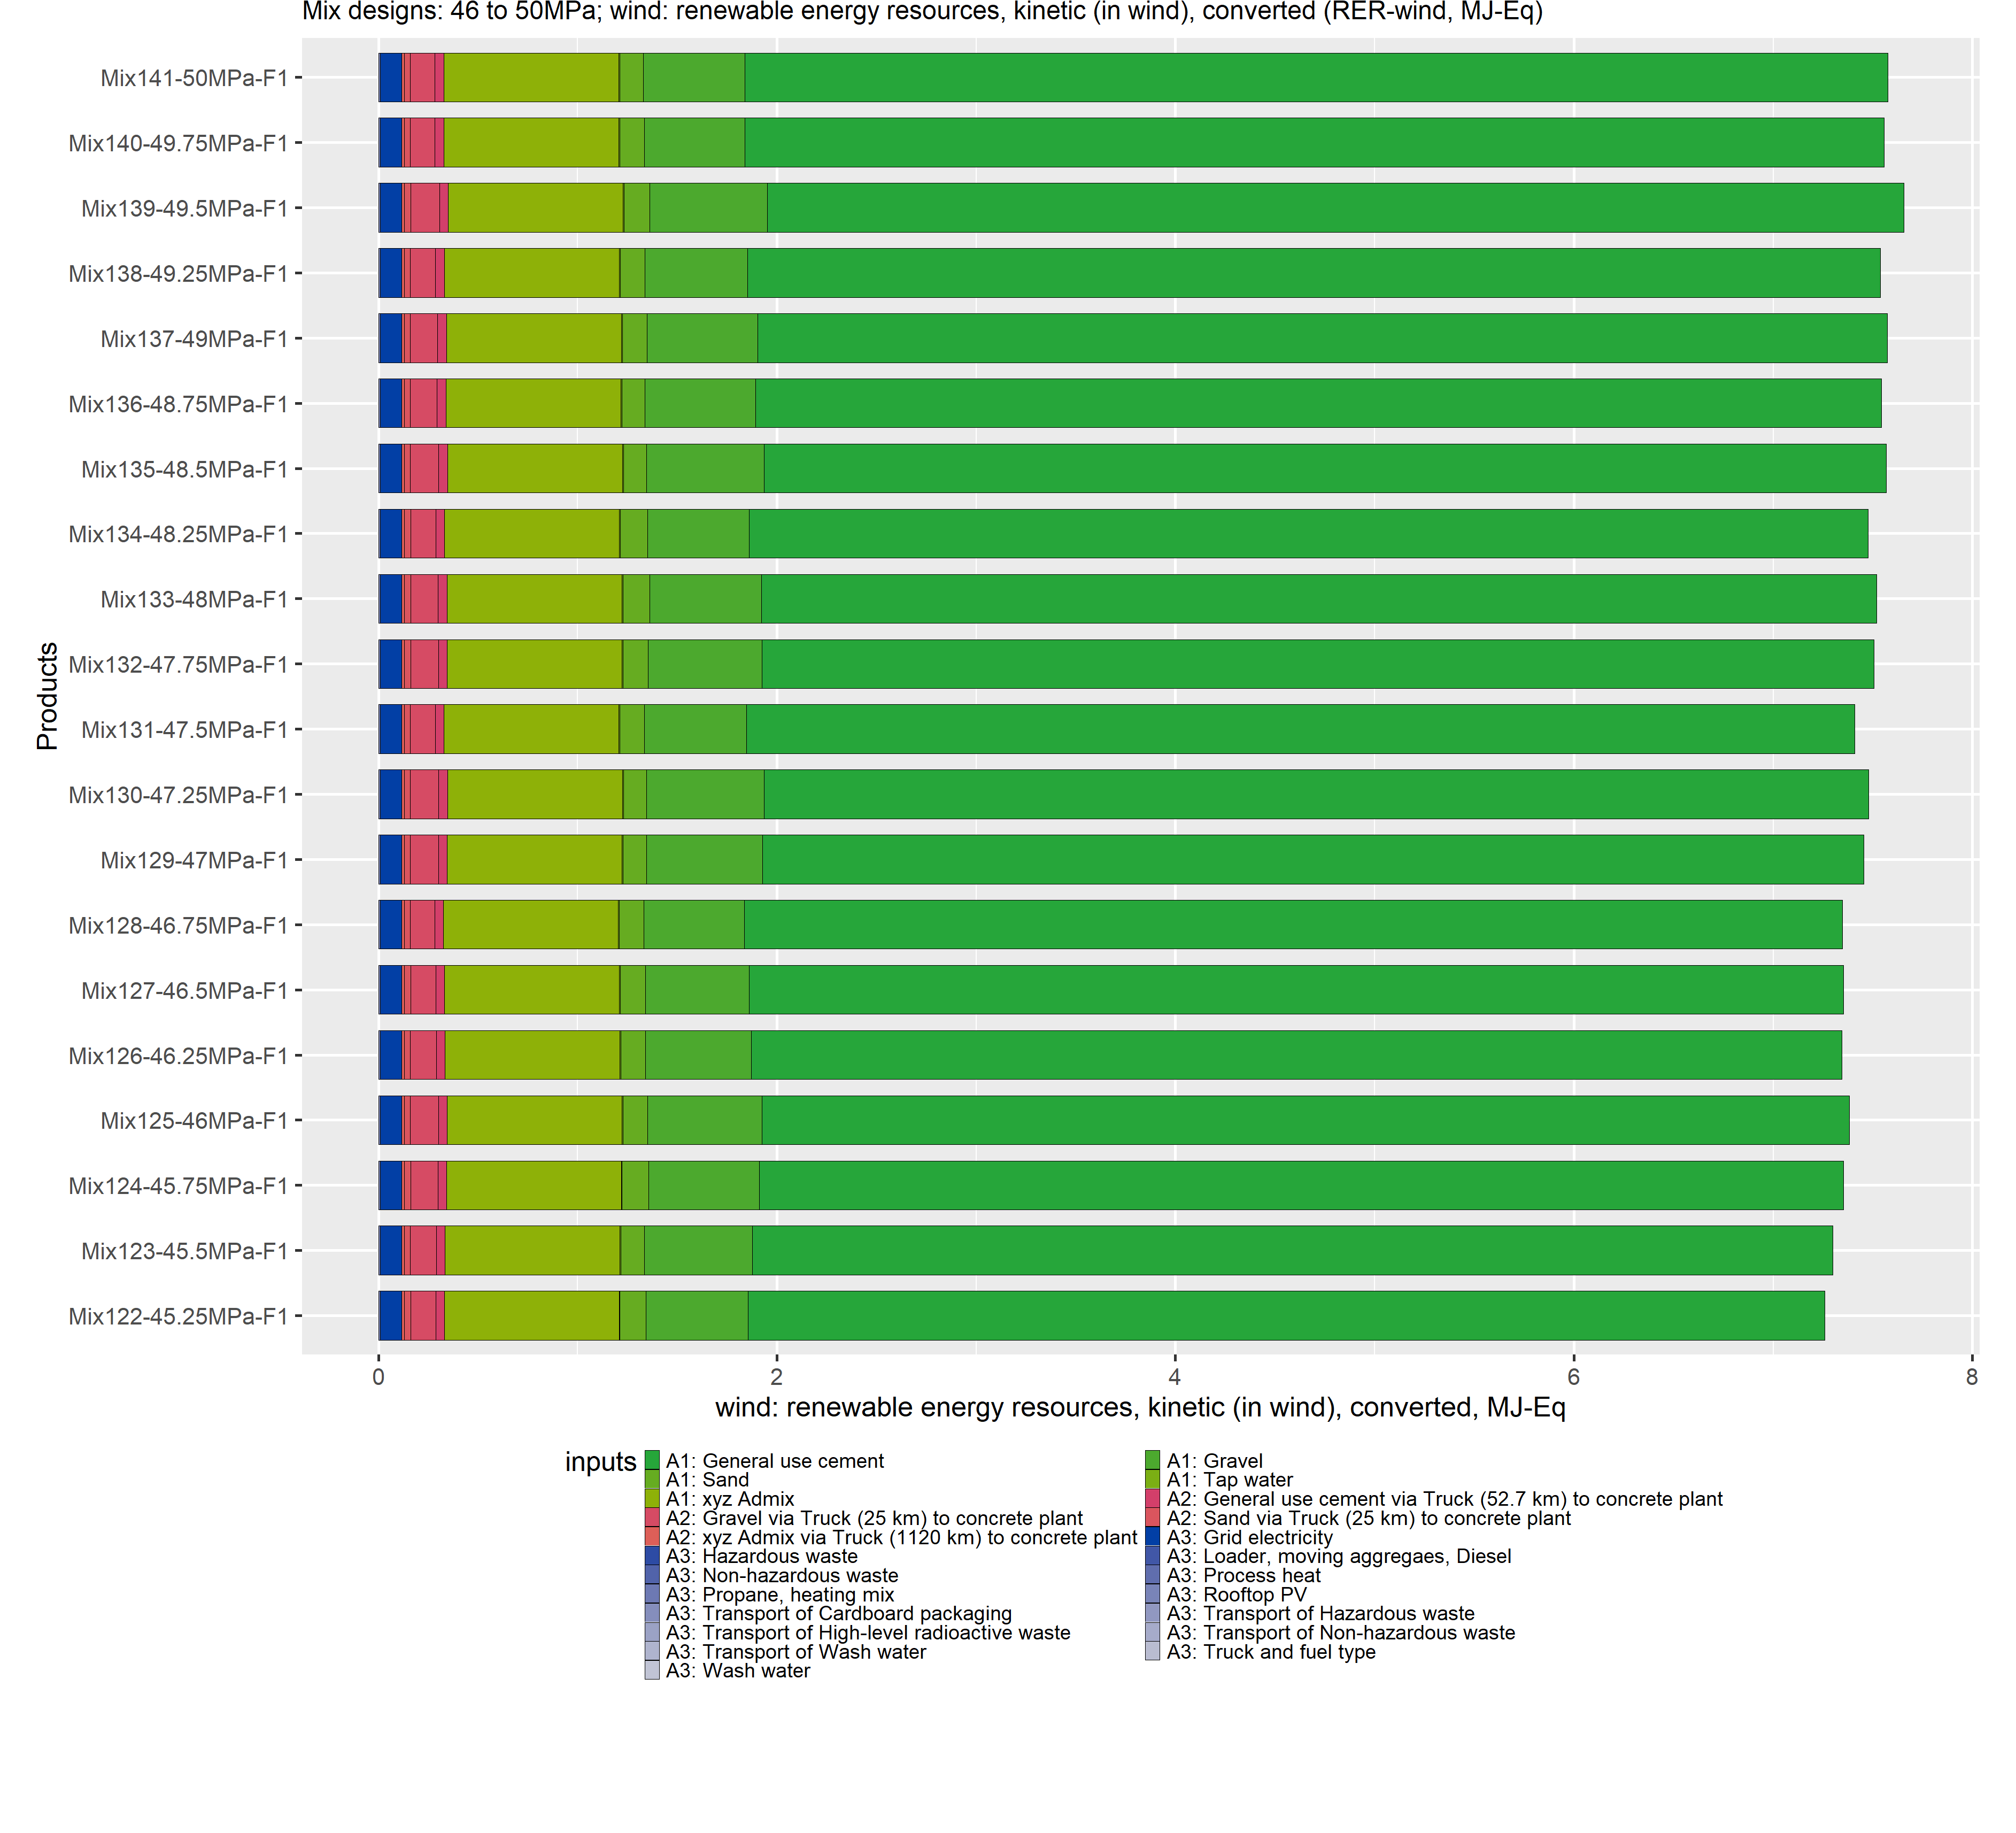 Mix designs: 46 to 50MPa; wind: renewable energy resources, kinetic (in wind), converted (RER-wind, MJ-Eq)
Products
Mix141-50MPa-F1
Mix140-49.75MPa-F1
Mix139-49.5MPa-F1
Mix138-49.25MPa-F1
Mix137-49MPa-F1
Mix136-48.75MPa-F1
Mix135-48.5MPa-F1
Mix134-48.25MPa-F1
Mix133-48MPa-F1
Mix132-47.75MPa-F1
Mix131-47.5MPa-F1
Mix130-47.25MPa-F1
Mix129-47MPa-F1
Mix128-46.75MPa-F1
Mix127-46.5MPa-F1
Mix126-46.25MPa-F1
Mix125-46MPa-F1
Mix124-45.75MPa-F1
Mix123-45.5MPa-F1
Mix122-45.25MPa-F1
0 2 4 6 8
wind: renewable energy resources, kinetic (in wind), converted, MJ-Eq
inputs
A1: General use cement A1: Gravel
A1: Sand A1: Tap water
A1: xyz Admix A2: General use cement via Truck (52.7 km) to concrete plant
A2: Gravel via Truck (25 km) to concrete plant A2: Sand via Truck (25 km) to concrete plant
A2: xyz Admix via Truck (1120 km) to concrete plant A3: Grid electricity
A3: Hazardous waste A3: Loader, moving aggregaes, Diesel
A3: Non-hazardous waste A3: Process heat
A3: Propane, heating mix A3: Rooftop PV
A3: Transport of Cardboard packaging A3: Transport of Hazardous waste
A3: Transport of High-level radioactive waste A3: Transport of Non-hazardous waste
A3: Transport of Wash water A3: Truck and fuel type
A3: Wash water